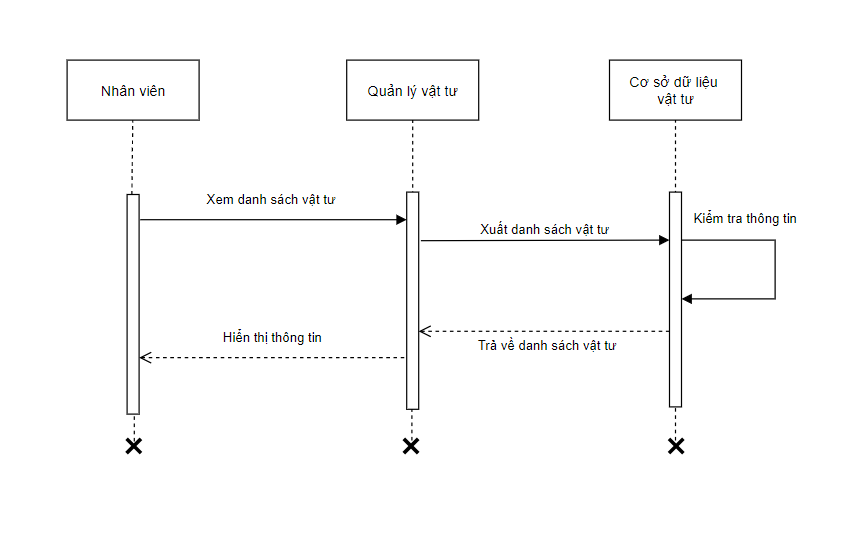 Nhân viên
Quản lý vật tư
Cơ sở dữ liệu
vật tư
Xem danh sách vật tư
Xuất danh sách vật tư
Kiểm tra thông tin
Hiển thị thông tin
Trả về danh sách vật tư